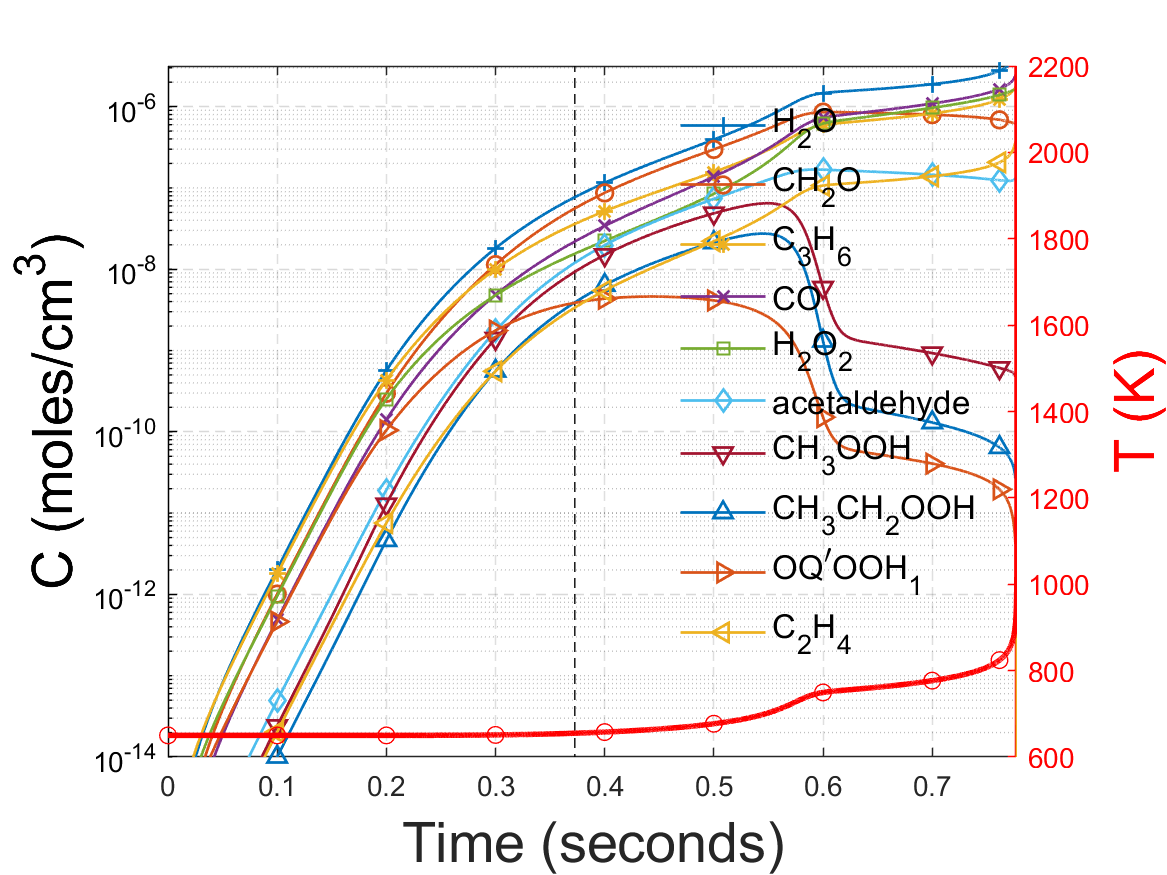 C (moles/cm³)
10⁻⁶
10⁻⁸
10⁻¹⁰
10⁻¹²
10⁻¹⁴
H₂O
CH₂O
C₃H₆
CO
H₂O₂
acetaldehyde
CH₃OOH
CH₃CH₂OOH
OQ′OOH₁
C₂H₄
2200
2000
1800
1600
1400
1200
1000
800
600
T (K)
0 0.1 0.2 0.3 0.4 0.5 0.6 0.7
Time (seconds)